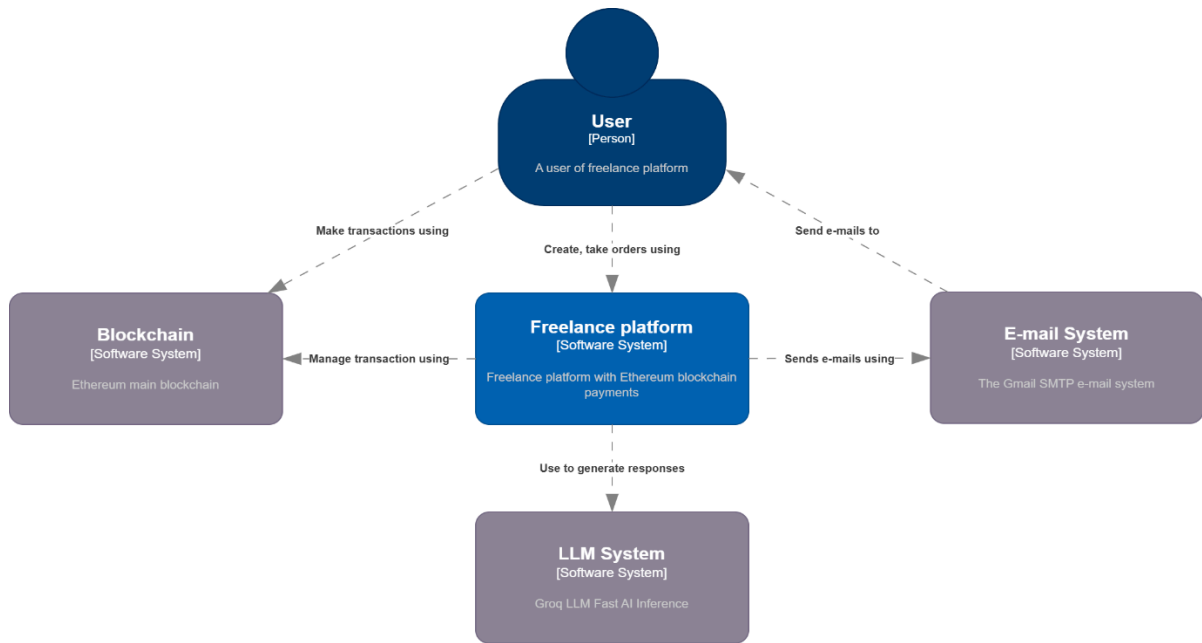 User
[Person]
A user of freelance platform
Make transactions using
Create, take orders using
Send e-mails to
Blockchain
[Software System]
Ethereum main blockchain
Manage transaction using
Freelance platform
[Software System]
Freelance platform with Ethereum blockchain
payments
Sends e-mails using
E-mail System
[Software System]
The Gmail SMTP e-mail system
Use to generate responses
LLM System
[Software System]
Groq LLM Fast AI Inference